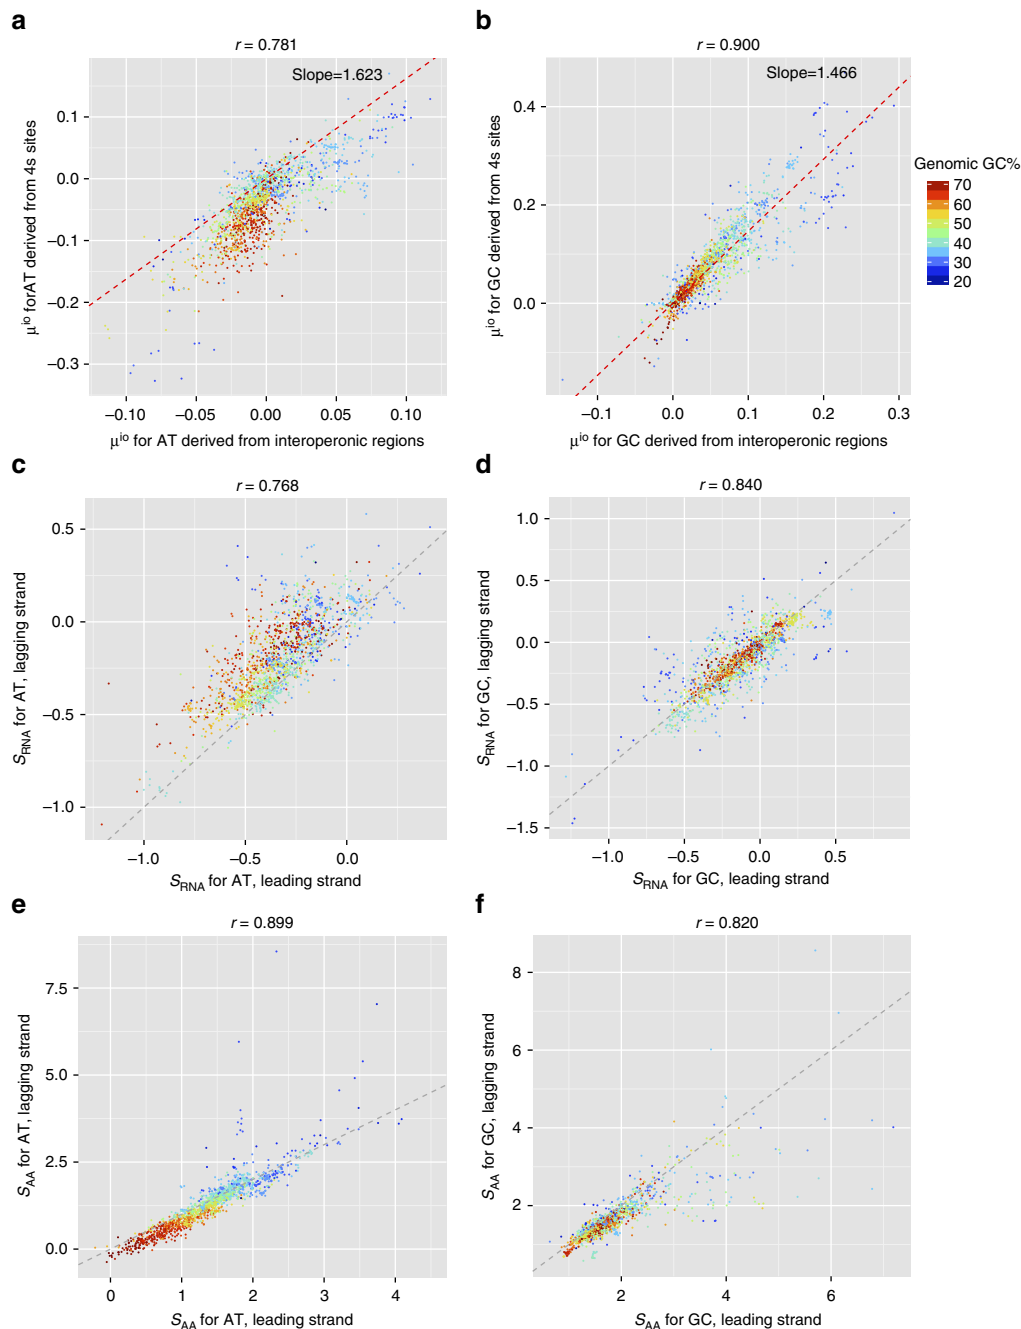 a
r = 0.781
Slope=1.623
0.1
0.0
−0.1
−0.2
−0.3
μio forAT derived from 4s sites
−0.10
−0.05
0.00
0.05
0.10
μio for AT derived from interoperonic regions
b
r = 0.900
Slope=1.466
0.4
0.2
0.0
μio for GC derived from 4s sites
−0.1
0.0
0.1
0.2
0.3
μio for GC derived from interoperonic regions
Genomic GC%
70
60
50
40
30
20
c
r = 0.768
0.5
0.0
−0.5
−1.0
SRNA for AT, lagging strand
−1.0
−0.5
0.0
SRNA for AT, leading strand
d
r = 0.840
1.0
0.5
0.0
−0.5
−1.0
−1.5
SRNA for GC, lagging strand
−1.0
−0.5
0.0
0.5
SRNA for GC, leading strand
e
r = 0.899
7.5
5.0
2.5
0.0
SAA for AT, lagging strand
0
1
2
3
4
SAA for AT, leading strand
f
r = 0.820
8
6
4
2
SAA for GC, lagging strand
2
4
6
SAA for GC, leading strand